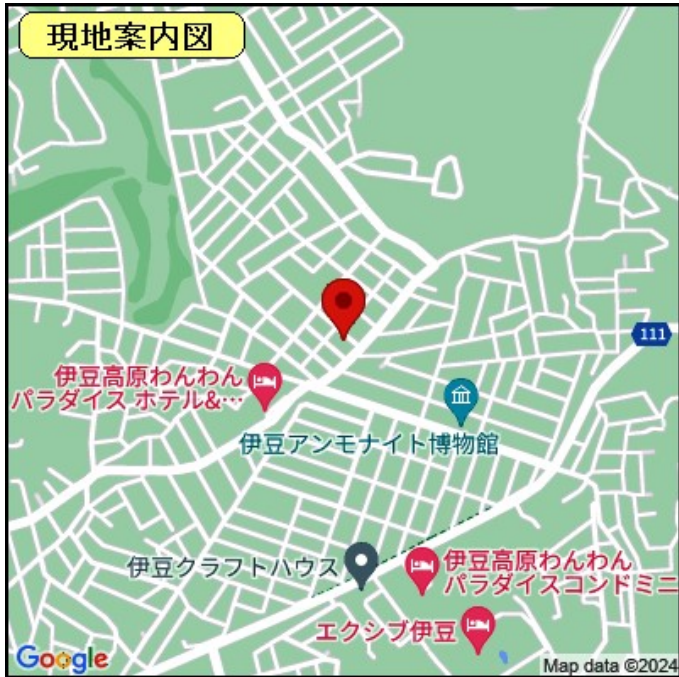 現地案内図
111
伊豆高原わんわん
パラダイス ホテル&…
伊豆アンモナイト博物館
伊豆クラフトハウス
伊豆高原わんわん
パラダイスコンドミニ
エクシブ伊豆
Google
Map data ©2024